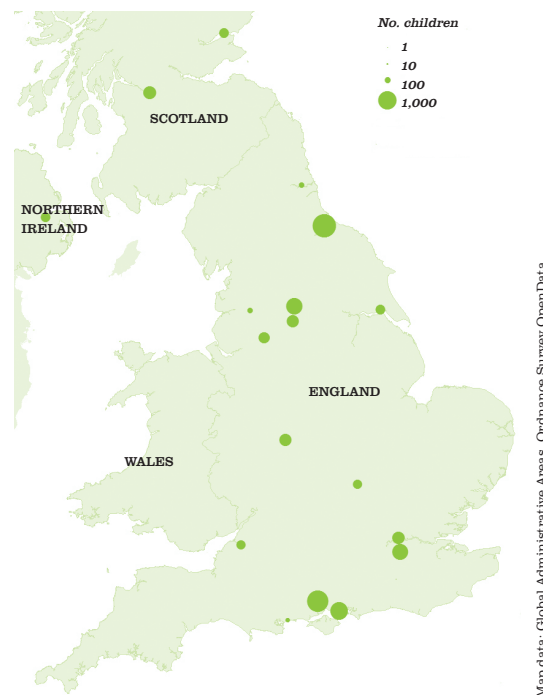 No. children
1
10
100
1,000
SCOTLAND
NORTHERN
IRELAND
ENGLAND
WALES
Map data: Global Administrative Areas, Ordnance Survey OpenData